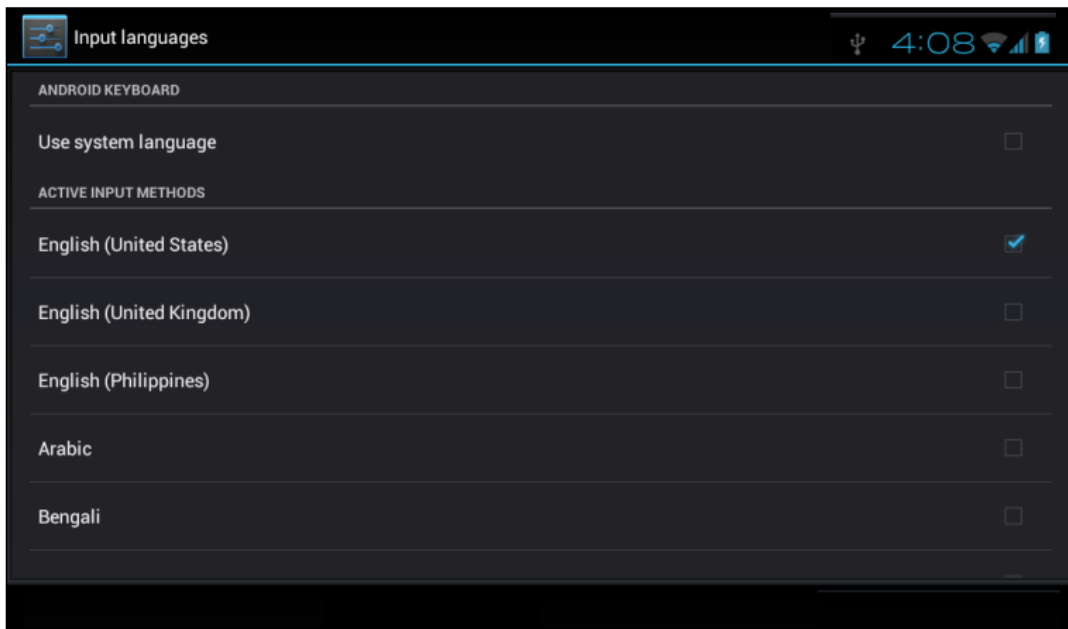 Input languages
4:08
ANDROID KEYBOARD
Use system language
ACTIVE INPUT METHODS
English (United States)
English (United Kingdom)
English (Philippines)
Arabic
Bengali